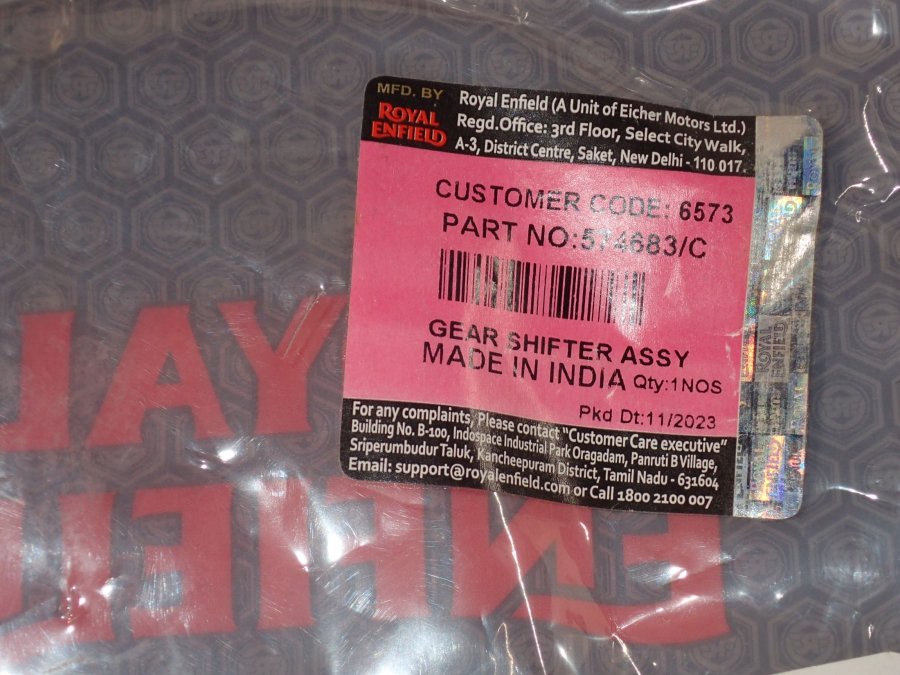 MFD. BY
ROYAL
ENFIELD
Royal Enfield (A Unit of Eicher Motors Ltd.)
Regd.Office: 3rd Floor, Select City Walk,
A-3, District Centre, Saket, New Delhi - 110 017.
CUSTOMER CODE: 6573
PART NO:574683/C
GEAR SHIFTER ASSY
MADE IN INDIA Qty:1NOS
Pkd Dt:11/2023
For any complaints, Please contact "Customer Care executive"
Building No. B-100, Indospace Industrial Park Oragadam, Panruti B Village,
Sriperumbudur Taluk, Kancheepuram District, Tamil Nadu - 631604
Email: support@royalenfield.com or Call 1800 2100 007
ROYAL
ENFIELD